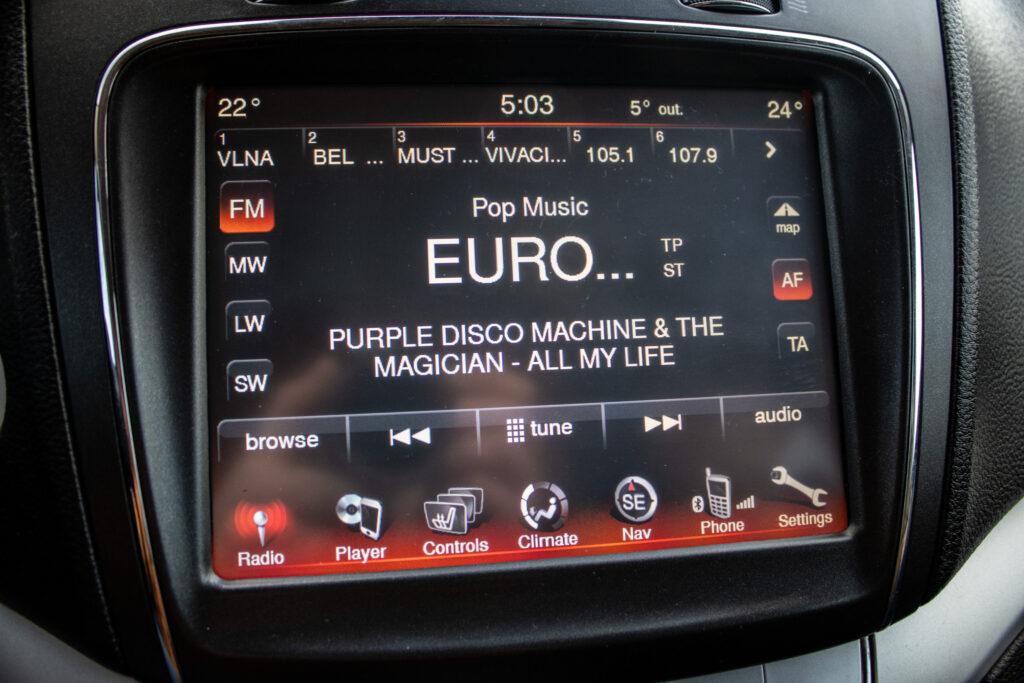 22° 5:03 5° out. 24°
1 2 3 4 5 6
VLNA BEL ... MUST ... VIVACI... 105.1 107.9
FM
MW
LW
SW
Pop Music
EURO... TP
ST
PURPLE DISCO MACHINE & THE
MAGICIAN - ALL MY LIFE
map
AF
TA
browse tune audio
SE
Radio Player Controls Climate Nav Phone Settings